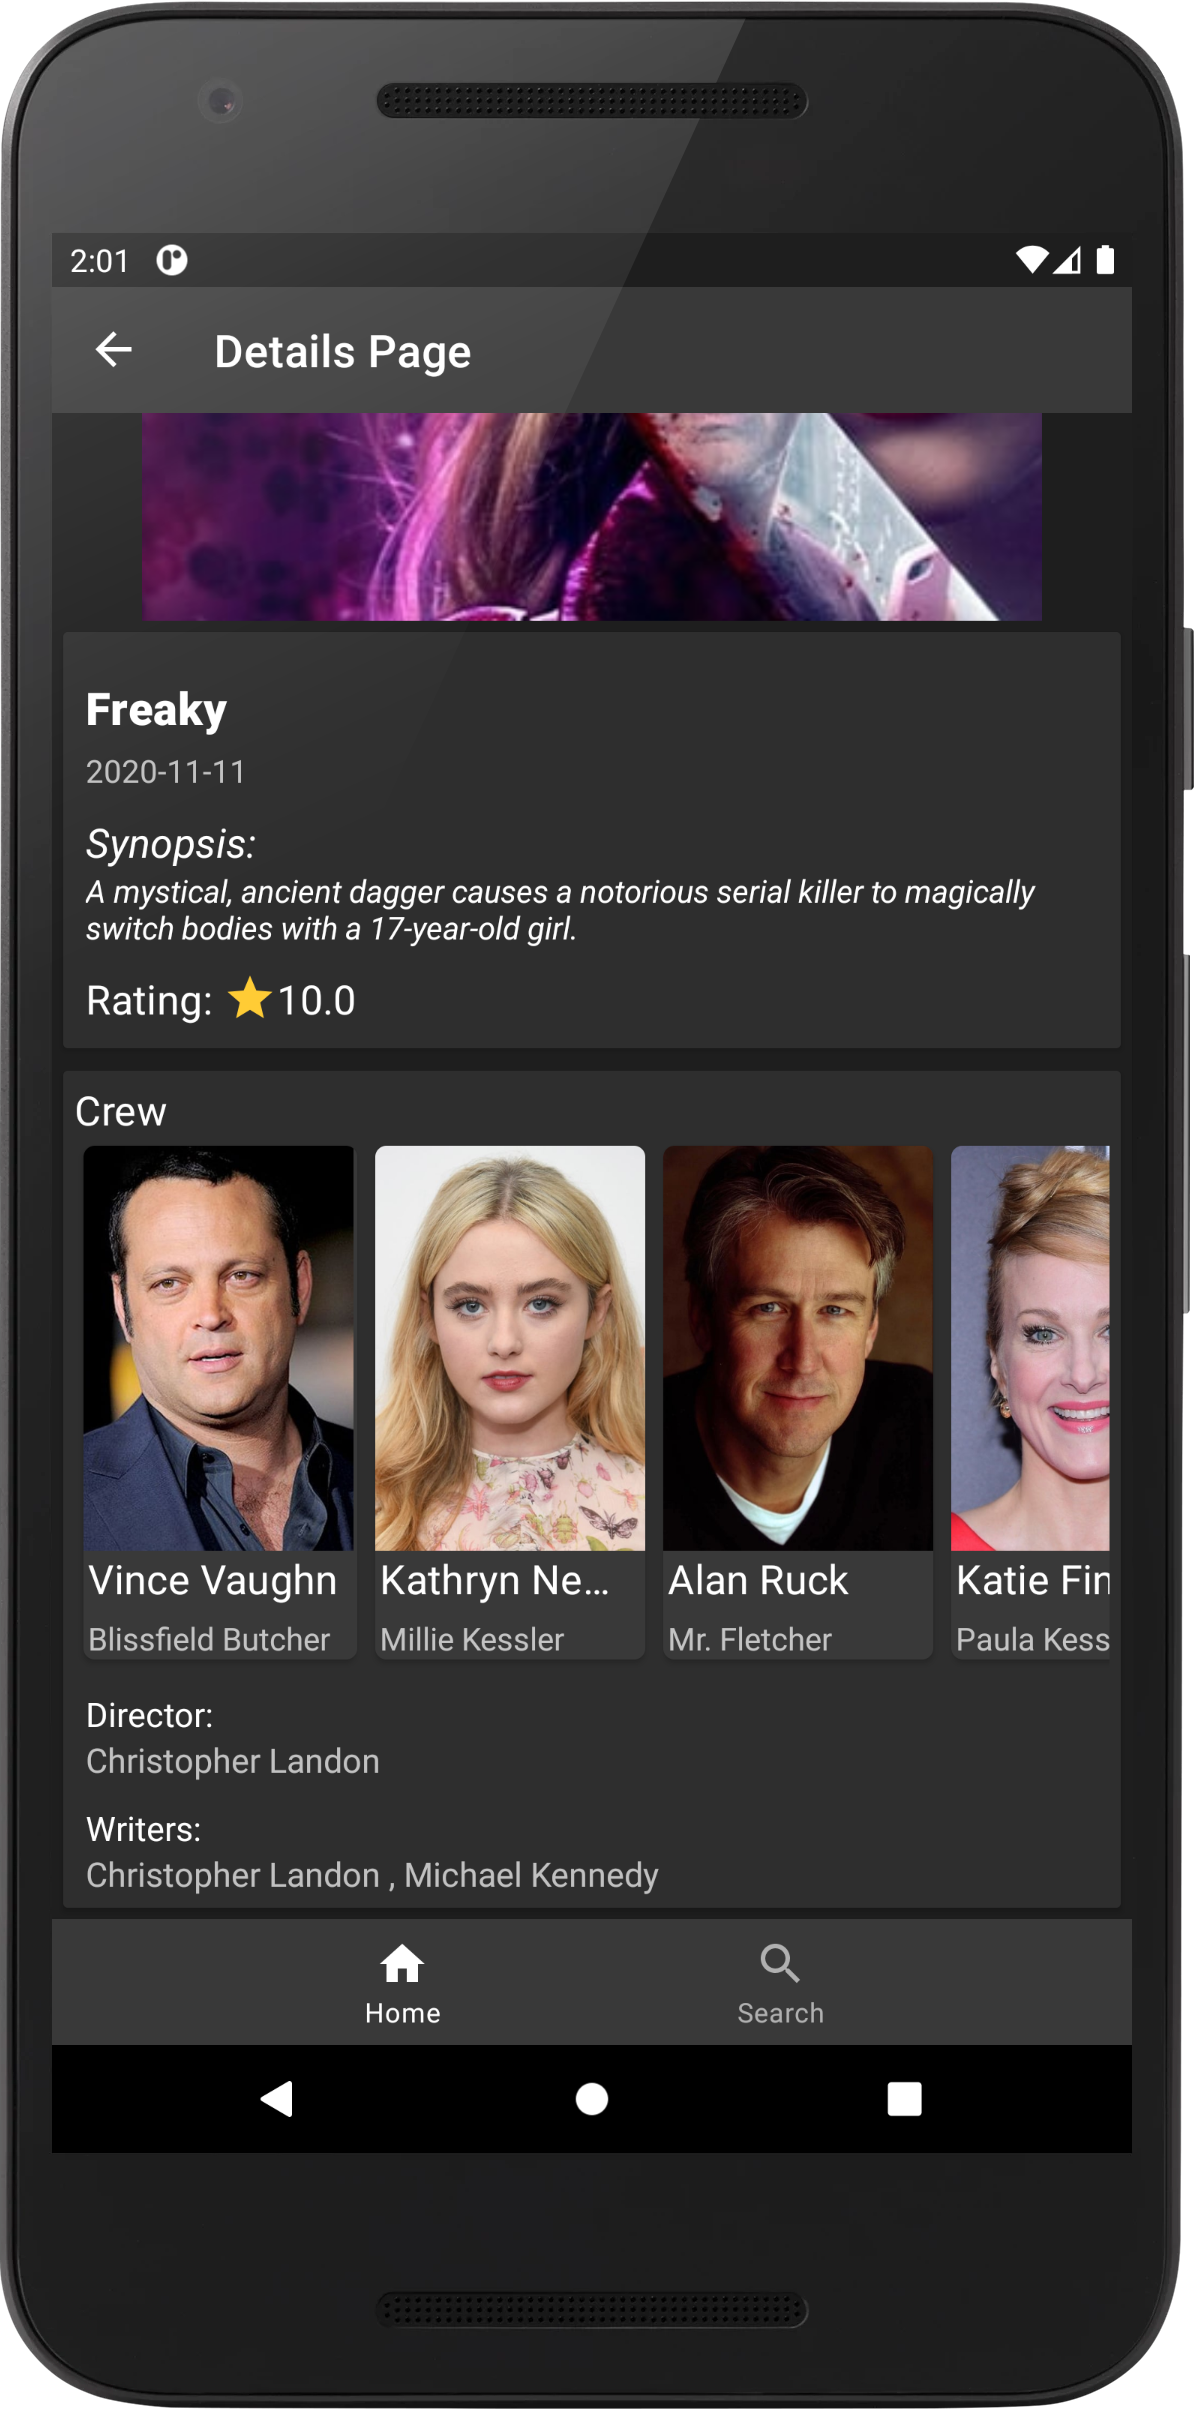 2:01
Details Page
Freaky
2020-11-11
Synopsis:
A mystical, ancient dagger causes a notorious serial killer to magically
switch bodies with a 17-year-old girl.
Rating: 10.0
Crew
Vince Vaughn
Blissfield Butcher
Kathryn Ne...
Millie Kessler
Alan Ruck
Mr. Fletcher
Katie Fin
Paula Kess
Director:
Christopher Landon
Writers:
Christopher Landon , Michael Kennedy
Home
Search